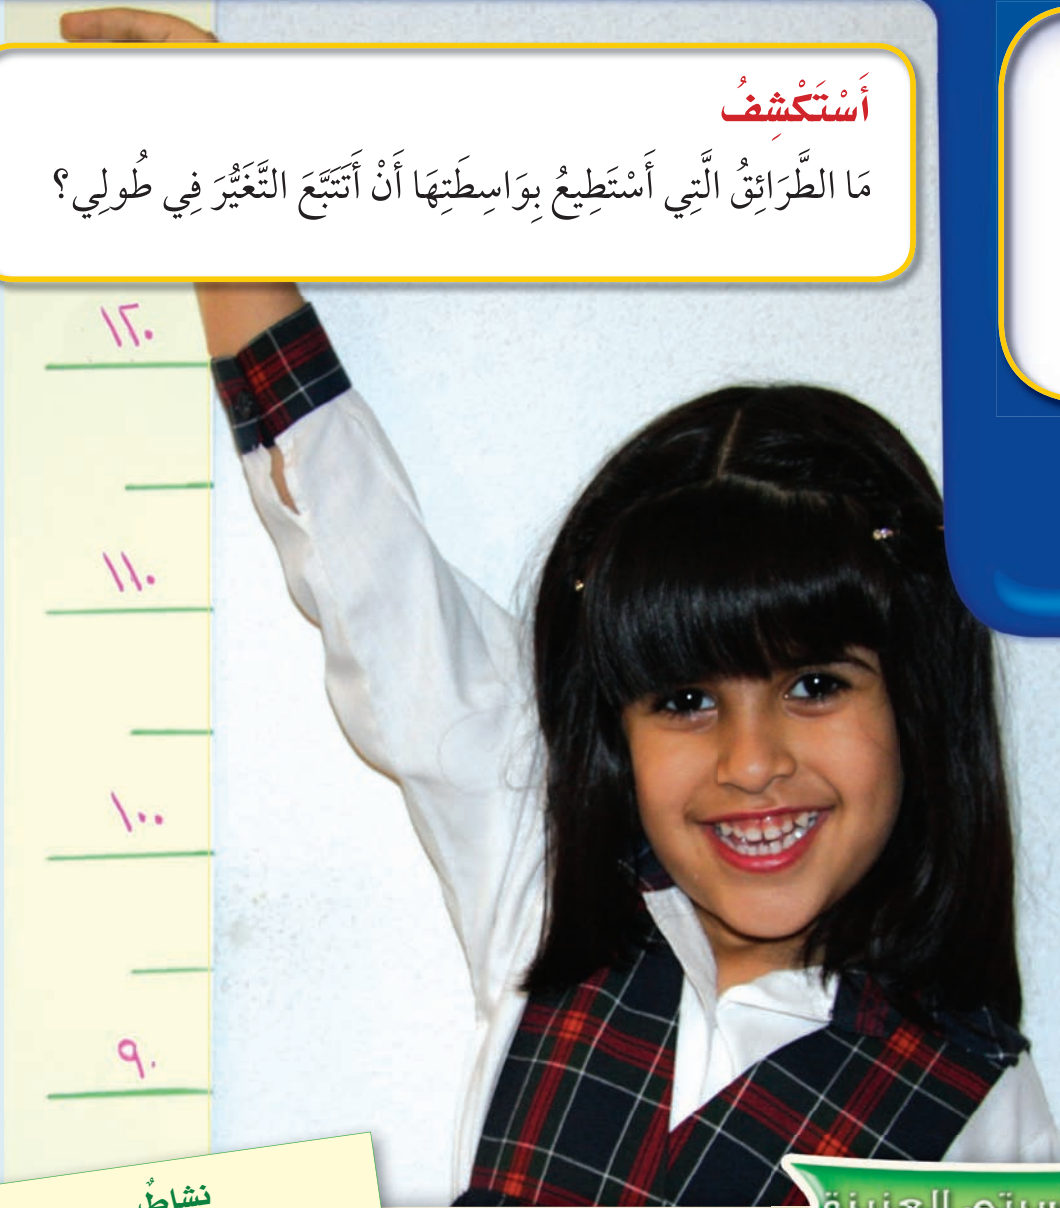 أَسْتَكْشِفُ
مَا الطَّرَائِقُ الَّتِي أَسْتَطِيعُ بِوَاسِطَتِهَا أَنْ أَتَتَبَّعَ التَّغَيُّرَ فِي طُولِي؟
١٢٠
١١٠
١٠٠
٩٠
نشاطٌ